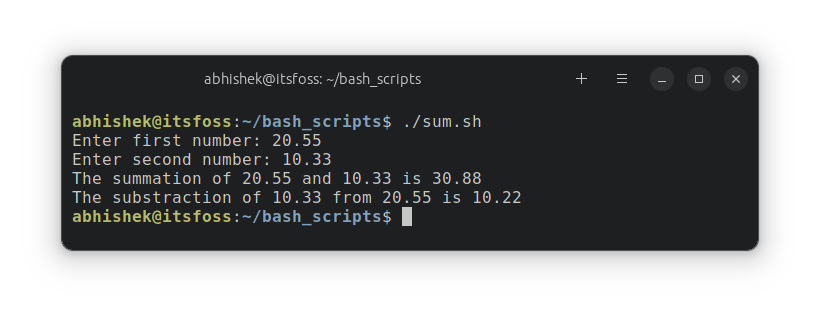 abhishek@itsfoss: ~/bash_scripts
abhishek@itsfoss:~/bash_scripts$ ./sum.sh
Enter first number: 20.55
Enter second number: 10.33
The summation of 20.55 and 10.33 is 30.88
The substraction of 10.33 from 20.55 is 10.22
abhishek@itsfoss:~/bash_scripts$